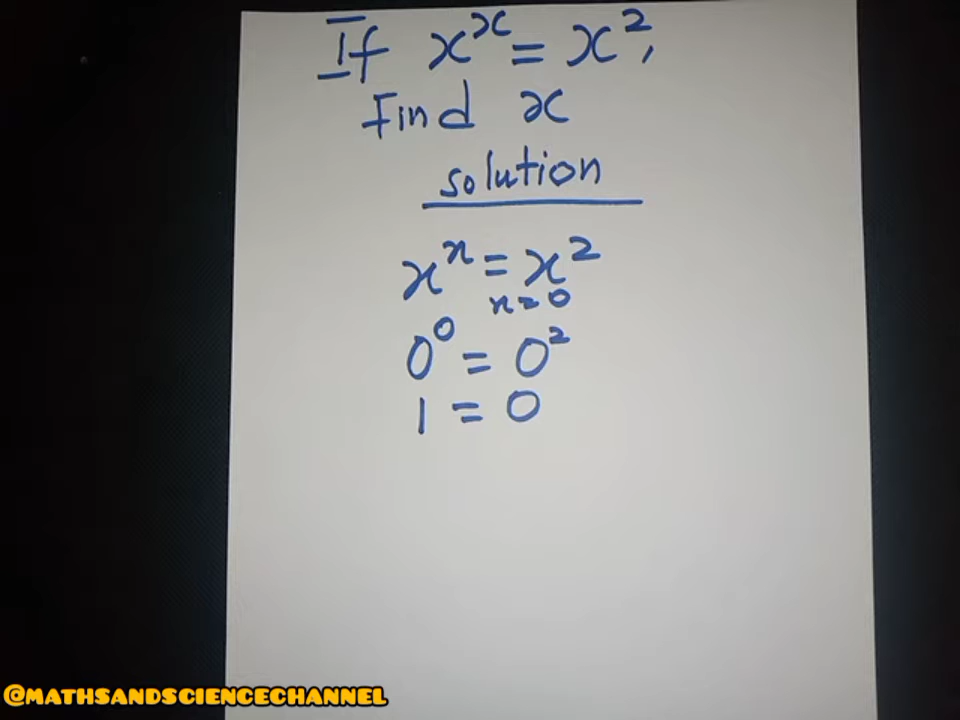 If x^x = x^2,
Find x
solution
x^x = x^2
x = 0
0^0 = 0^2
1 = 0
@MATHSANDSCIENCECHANNEL